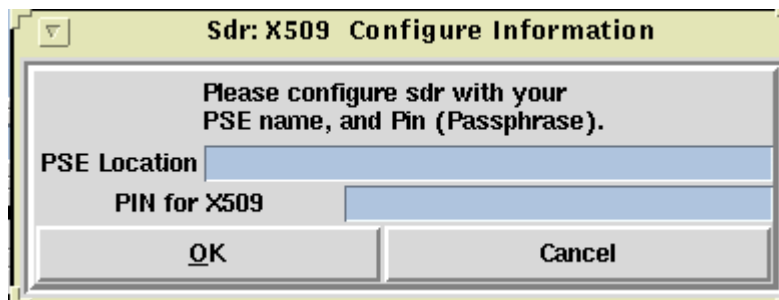 Sdr: X509 Configure Information
Please configure sdr with your
PSE name, and Pin (Passphrase).
PSE Location
PIN for X509
OK Cancel